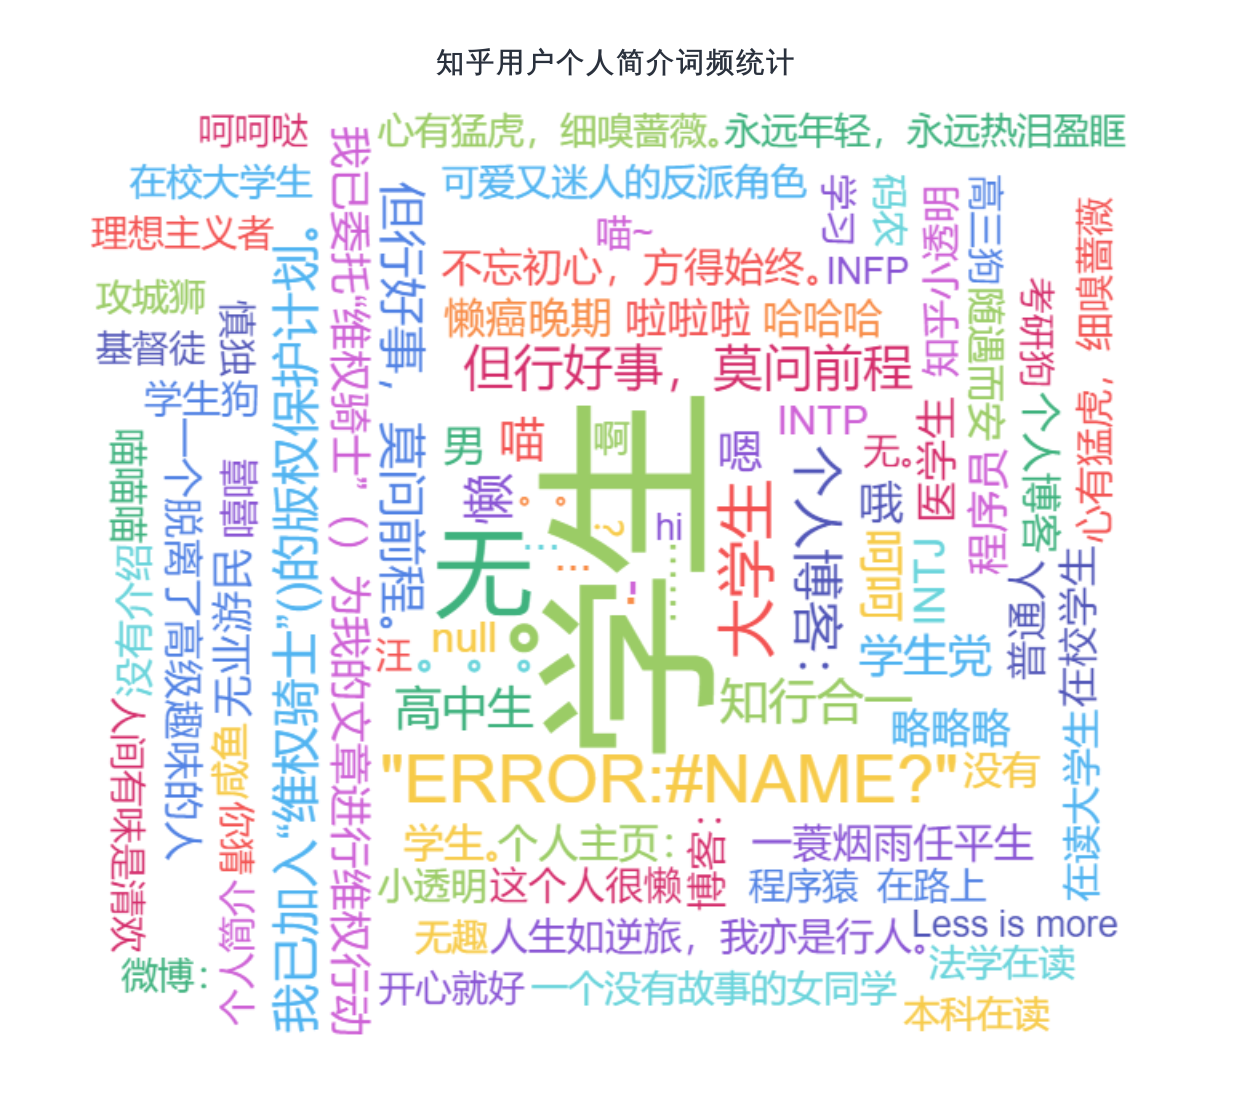 知乎用户个人简介词频统计
呵呵哒
心有猛虎，细嗅蔷薇。
永远年轻，永远热泪盈眶
在校大学生
可爱又迷人的反派角色
学习
码农
知乎小透明
高三狗
理想主义者
我已委托“维权骑士”（）为我的文章进行维权行动
我已加入“维权骑士”()的版权保护计划。
但行好事，莫问前程。
喵~
不忘初心，方得始终。
INFP
心有猛虎，细嗅蔷薇
攻城狮
慎独
懒癌晚期
啦啦啦
哈哈哈
随遇而安
考研狗
基督徒
但行好事，莫问前程
学生狗
INTP
医学生
个人博客
喵喵喵
一个脱离了高级趣味的人
嘻嘻
男
喵
啊
学生
嗯
个人博客：
无。
懒
。。
?
hi
大学生
哦
程序员
没有介绍
无业游民
无
...
...
......
!
呵呵
INTJ
普通人
在校学生
汪
null
。
。。。
学生党
高中生
知行合一
略略略
人间有味是清欢
咸鱼
"ERROR:#NAME?"
没有
在读大学生
你猜
学生。
个人主页：
博客：
一蓑烟雨任平生
小透明
这个人很懒
程序猿
在路上
个人简介
无趣
人生如逆旅，我亦是行人。
Less is more
微博：
开心就好
一个没有故事的女同学
法学在读
本科在读